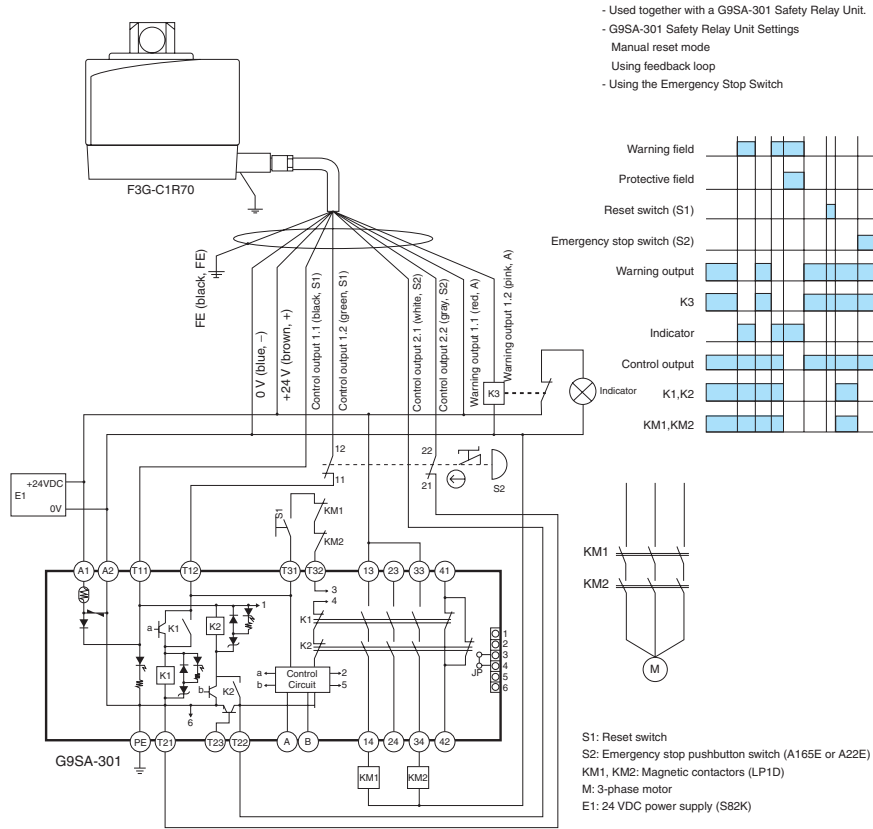 - Used together with a G9SA-301 Safety Relay Unit.
- G9SA-301 Safety Relay Unit Settings
Manual reset mode
Using feedback loop
- Using the Emergency Stop Switch
F3G-C1R70
Warning field
Protective field
Reset switch (S1)
Emergency stop switch (S2)
Warning output
K3
Indicator
Control output
K1,K2
KM1,KM2
FE (black, FE)
0 V (blue, −)
+24 V (brown, +)
Control output 1.1 (black, S1)
Control output 1.2 (green, S1)
Control output 2.1 (white, S2)
Control output 2.2 (gray, S2)
Warning output 1.1 (red, A)
Warning output 1.2 (pink, A)
K3
Indicator
12
11
22
21
S2
+24VDC
E1
0V
S1
KM1
KM2
A1
A2
T11
T12
T31
T32
13
23
33
41
3
4
1
a
K1
K2
K1
K2
K1
b
K2
6
a
b
Control
Circuit
2
5
JP
1
2
3
4
5
6
PE
T21
T23
T22
A
B
14
24
34
42
G9SA-301
KM1
KM2
KM1
KM2
M
S1: Reset switch
S2: Emergency stop pushbutton switch (A165E or A22E)
KM1, KM2: Magnetic contactors (LP1D)
M: 3-phase motor
E1: 24 VDC power supply (S82K)